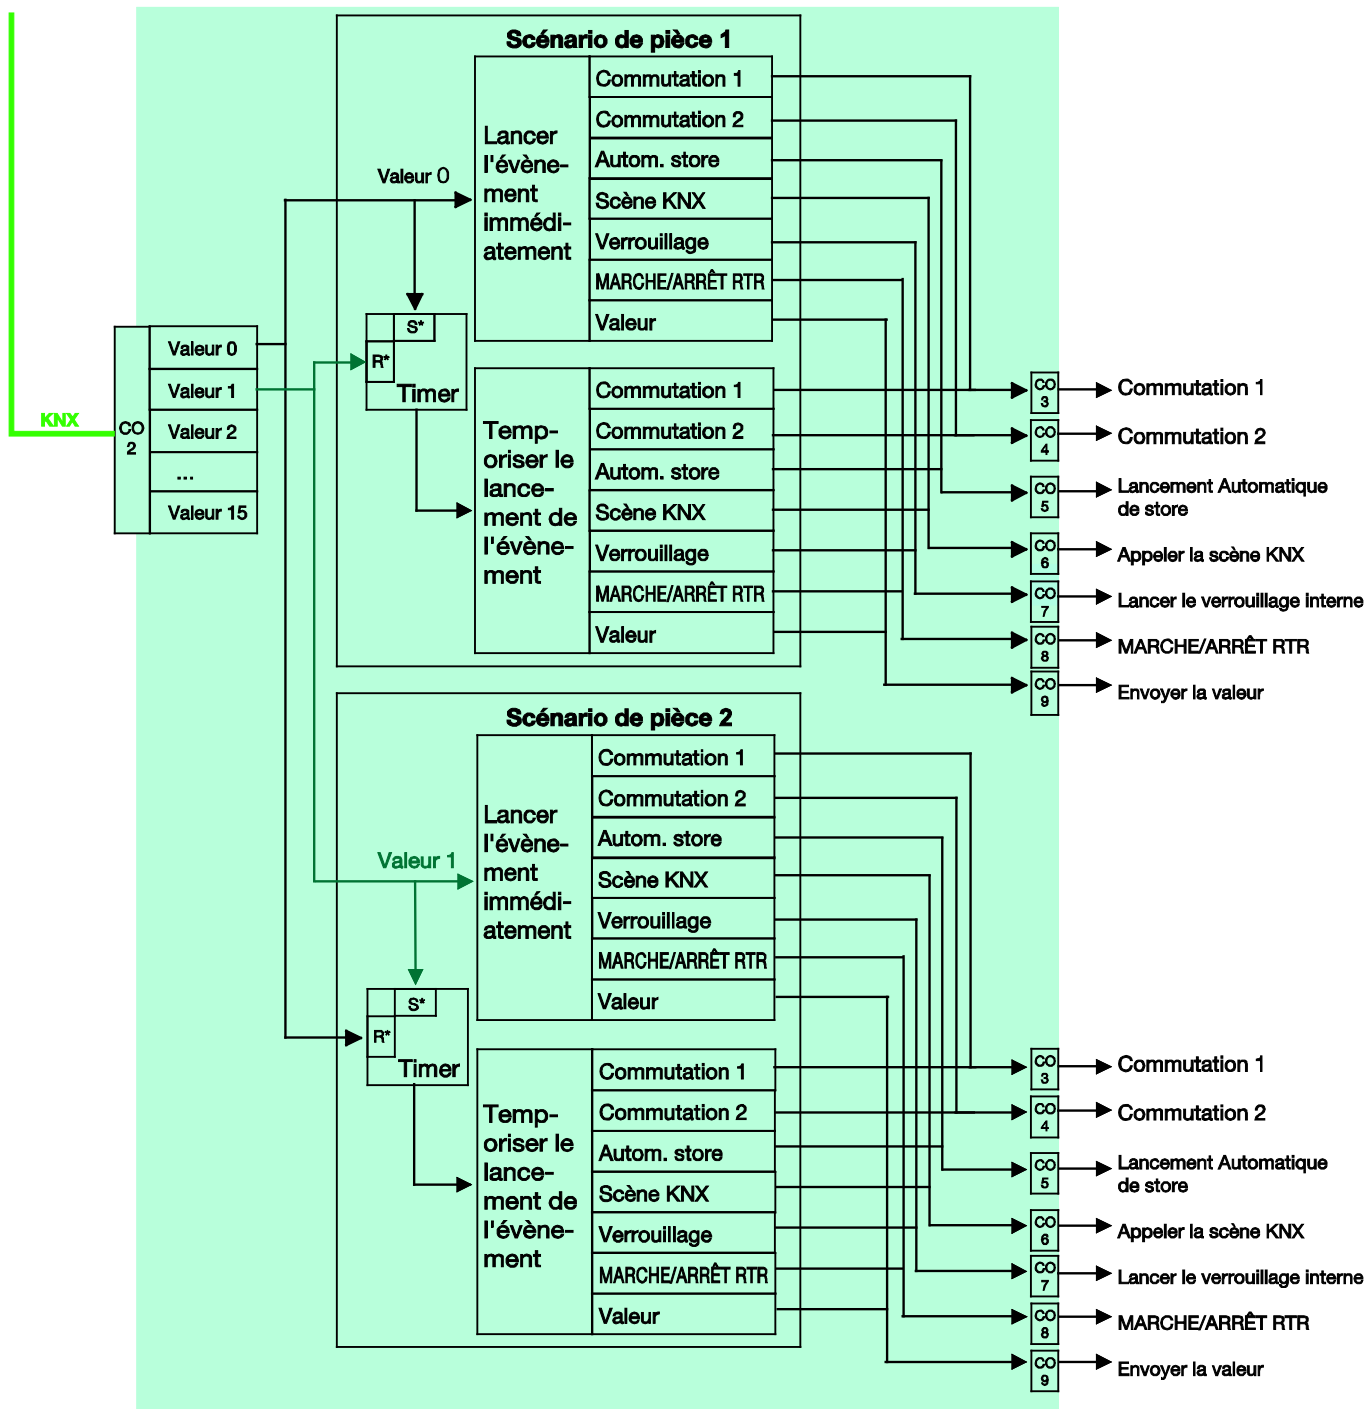 Scénario de pièce 1
Lancer
l'évène-
ment
immédi-
atement
Commutation 1
Commutation 2
Autom. store
Scène KNX
Verrouillage
MARCHE/ARRÊT RTR
Valeur
Valeur 0
S*
R*
Timer
KNX
CO
2
Valeur 0
Valeur 1
Valeur 2
...
Valeur 15
Temp-
oriser le
lance-
ment de
l'évène-
ment
Commutation 1
Commutation 2
Autom. store
Scène KNX
Verrouillage
MARCHE/ARRÊT RTR
Valeur
CO
3
Commutation 1
CO
4
Commutation 2
CO
5
Lancement Automatique
de store
CO
6
Appeler la scène KNX
CO
7
Lancer le verrouillage interne
CO
8
MARCHE/ARRÊT RTR
CO
9
Envoyer la valeur
Scénario de pièce 2
Lancer
l'évène-
ment
immédi-
atement
Commutation 1
Commutation 2
Autom. store
Scène KNX
Verrouillage
MARCHE/ARRÊT RTR
Valeur
Valeur 1
S*
R*
Timer
Temp-
oriser le
lance-
ment de
l'évène-
ment
Commutation 1
Commutation 2
Autom. store
Scène KNX
Verrouillage
MARCHE/ARRÊT RTR
Valeur
CO
3
Commutation 1
CO
4
Commutation 2
CO
5
Lancement Automatique
de store
CO
6
Appeler la scène KNX
CO
7
Lancer le verrouillage interne
CO
8
MARCHE/ARRÊT RTR
CO
9
Envoyer la valeur